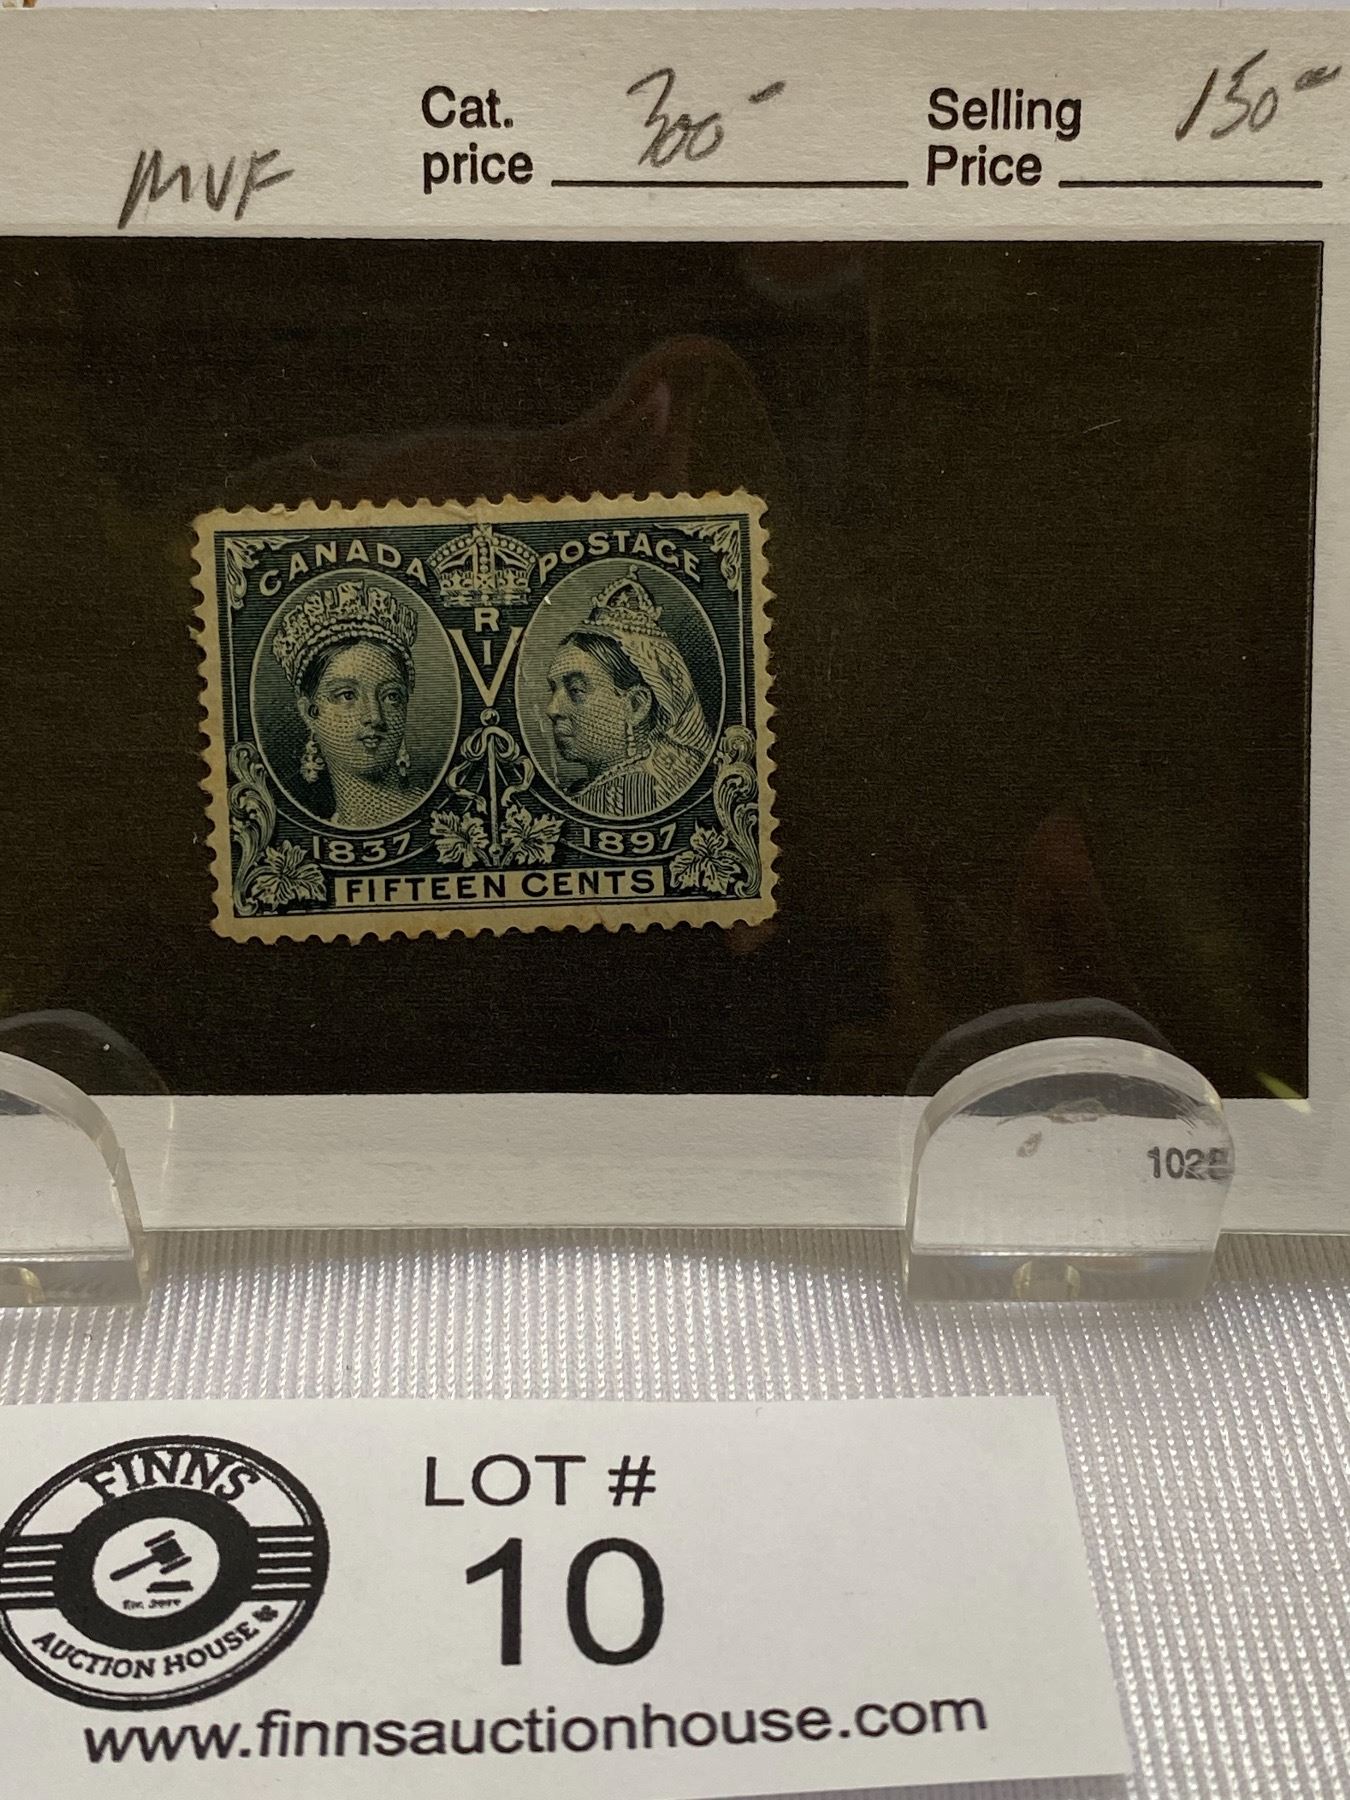 MVF
Cat. price 300-
Selling Price 150-
CANADA POSTAGE
V
R
I
1837 1897
FIFTEEN CENTS
LOT #
10
FINNS
AUCTION HOUSE
www.finnsauctionhouse.com